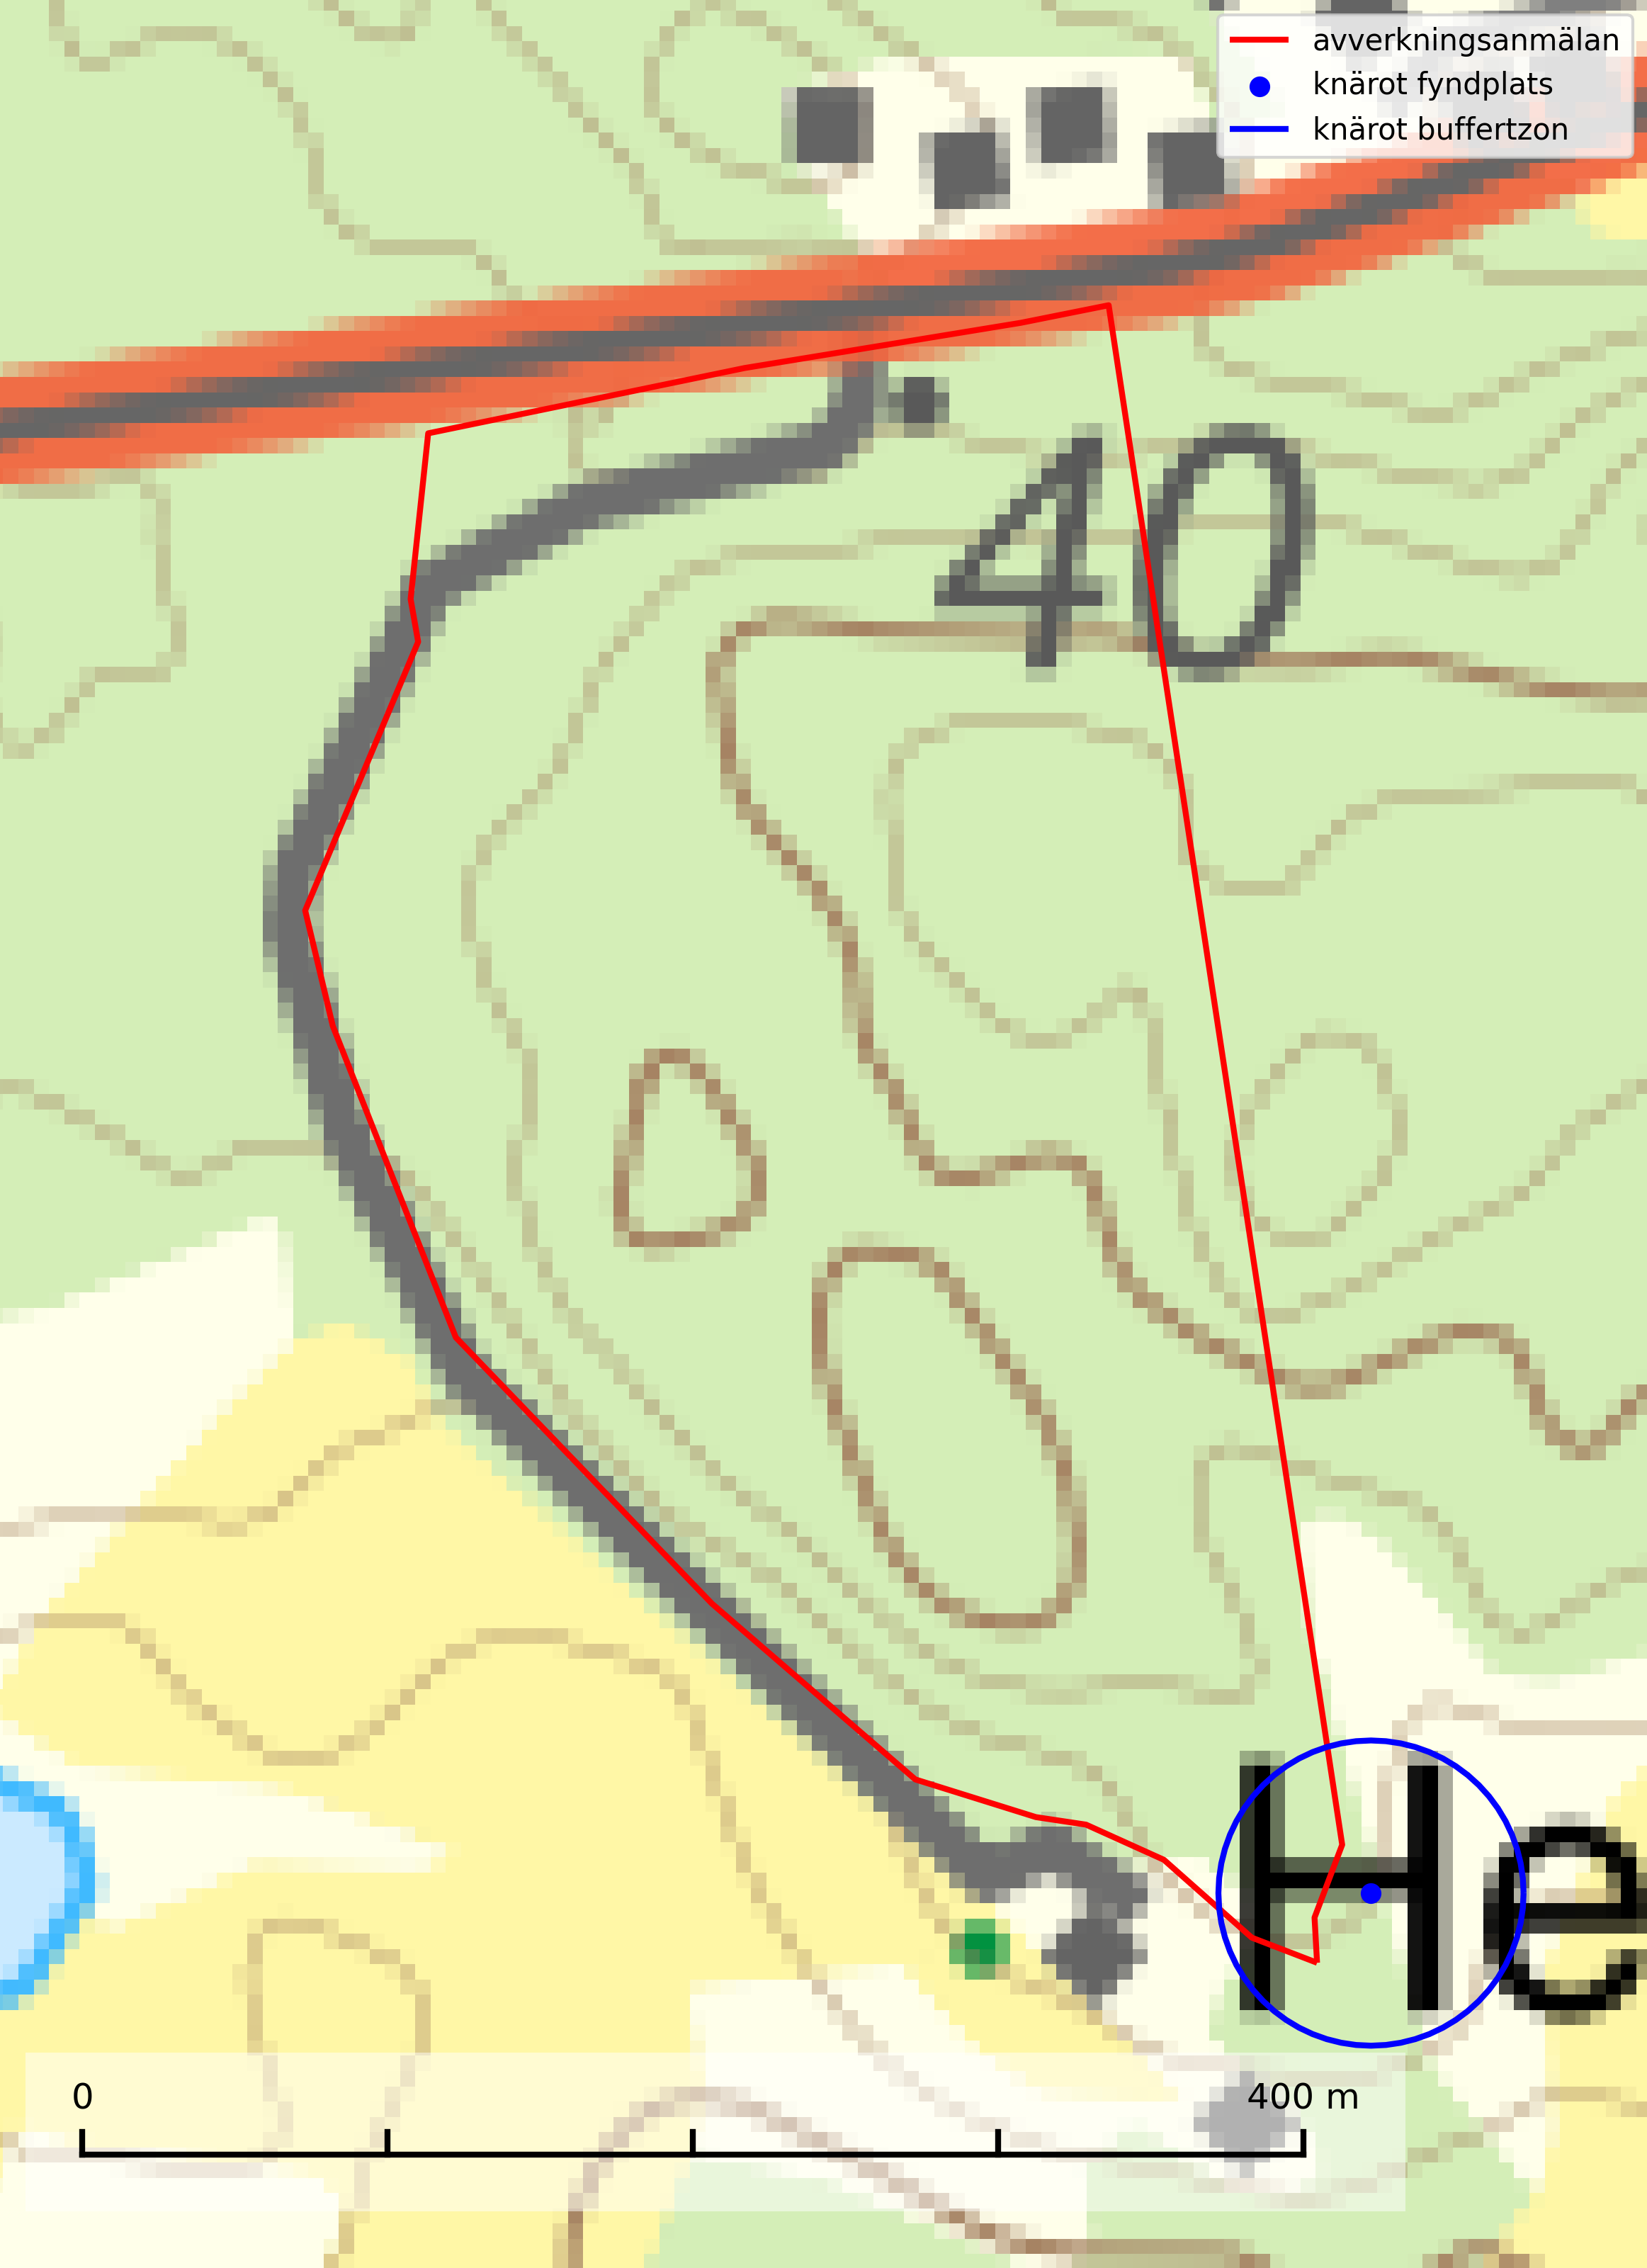 avverkningsanmälan
knärot fyndplats
knärot buffertzon
40
He
0 400 m